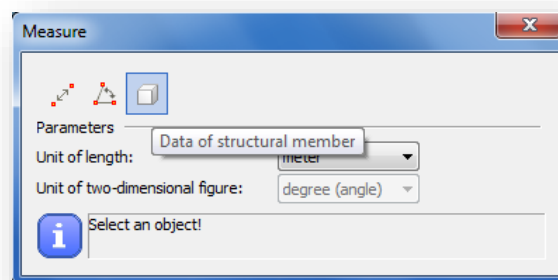 Measure
Parameters
Data of structural member
Unit of length:
meter
Unit of two-dimensional figure:
degree (angle)
Select an object!